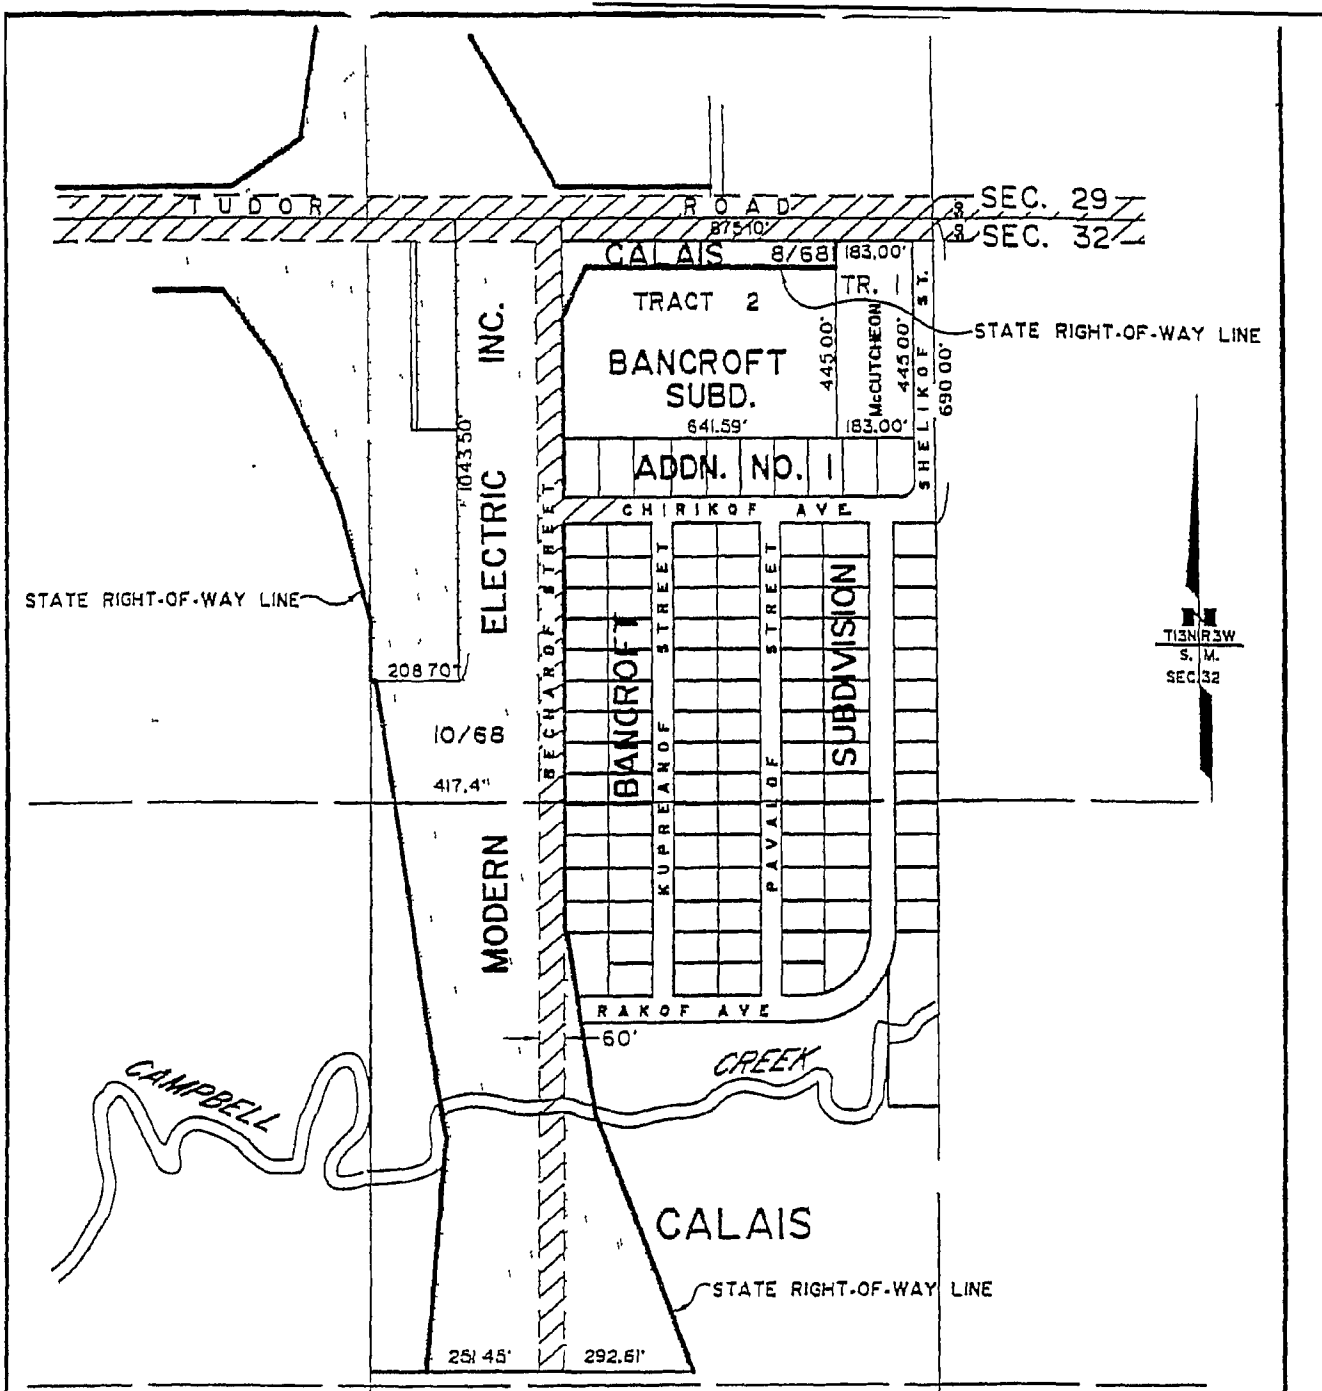 TUDOR ROAD
SEC. 29
SEC. 32
875.10'
CALAIS 8/68
183.00'
TRACT 2
TR. 1
McCUTCHEON
445.00'
445.00'
SHELIKOF ST.
690.00'
STATE RIGHT-OF-WAY LINE
BANCROFT
SUBD.
641.59'
183.00'
ADDN. NO. 1
CHIRIKOF AVE
MODERN ELECTRIC INC.
1043.50'
BECHAROF STREET
STATE RIGHT-OF-WAY LINE
208.70'
10/68
417.4"
BANCROFT SUBDIVISION
KUPREANOF STREET
PAVALOF STREET
N
T13N R3W
S. M.
SEC. 32
RAKOF AVE
60'
CAMPBELL CREEK
CALAIS
STATE RIGHT-OF-WAY LINE
251.45'
292.61'